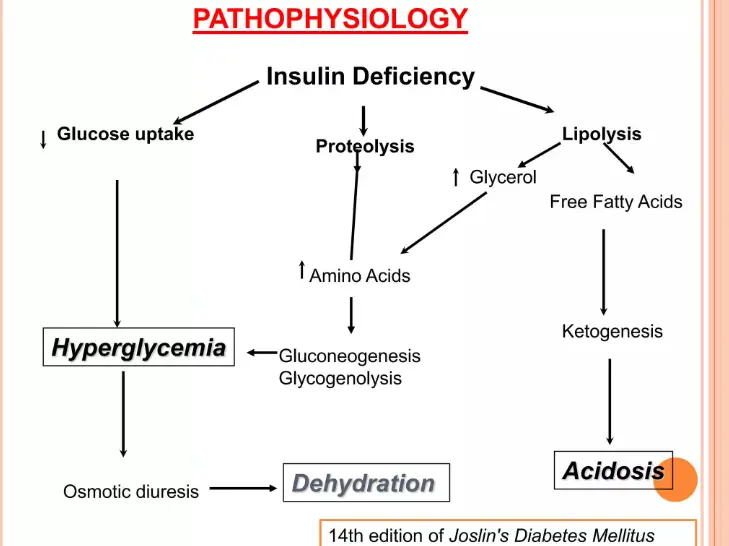 PATHOPHYSIOLOGY
Insulin Deficiency
↓ Glucose uptake
Proteolysis
Lipolysis
↑ Glycerol
Free Fatty Acids
↑ Amino Acids
Ketogenesis
Hyperglycemia
Gluconeogenesis
Glycogenolysis
Acidosis
Osmotic diuresis
Dehydration
14th edition of Joslin's Diabetes Mellitus